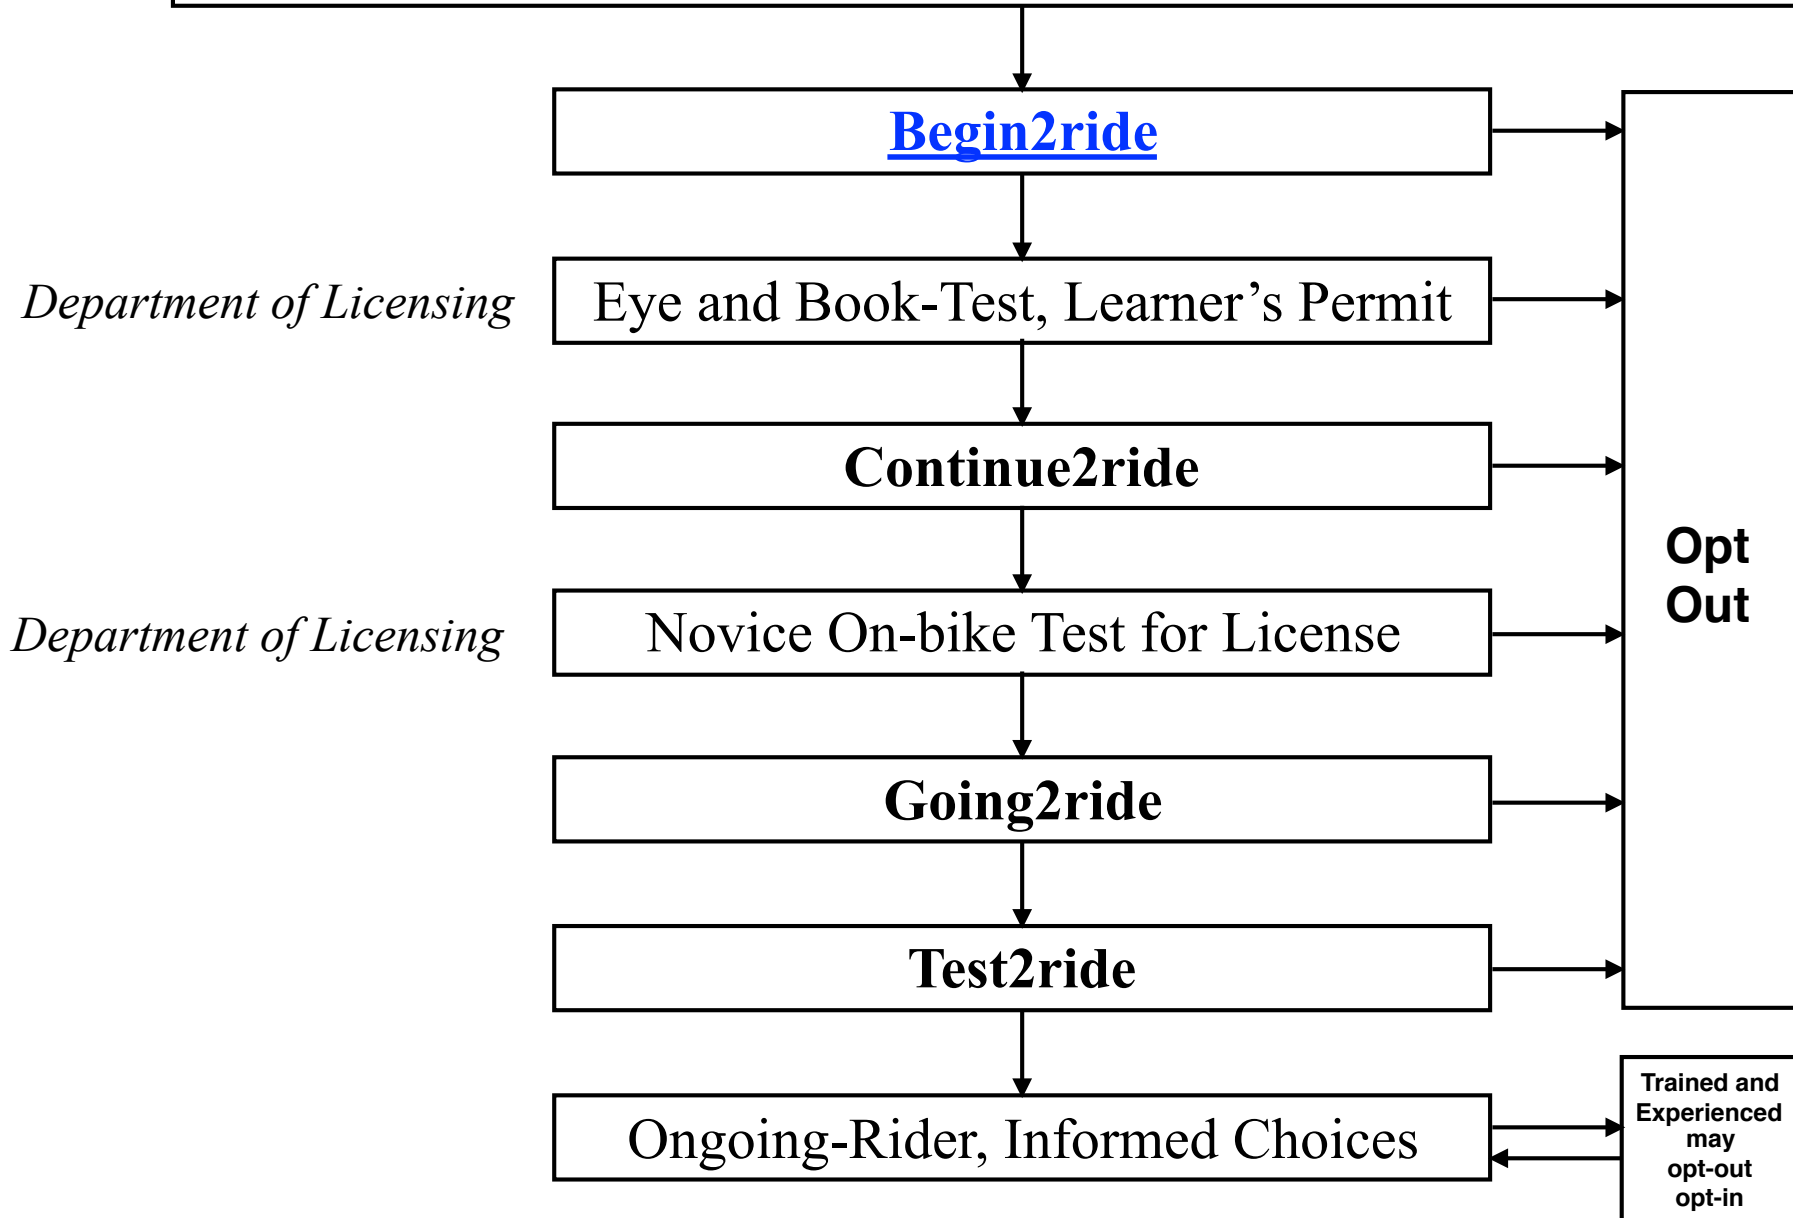 Begin2ride
Department of Licensing
Eye and Book-Test, Learner’s Permit
Continue2ride
Opt
Out
Department of Licensing
Novice On-bike Test for License
Going2ride
Test2ride
Ongoing-Rider, Informed Choices
Trained and
Experienced
may
opt-out
opt-in